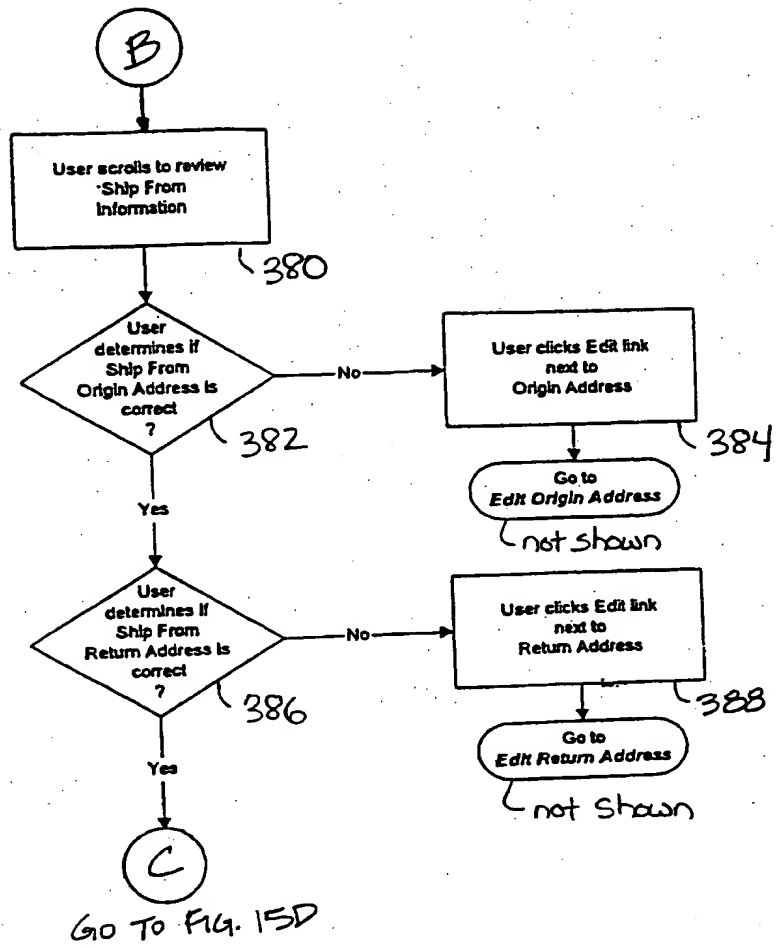 B
User scrolls to review
Ship From
Information
380
User
determines if
Ship From
Origin Address is
correct
?
382
No
User clicks Edit link
next to
Origin Address
384
Go to
Edit Origin Address
not shown
Yes
User
determines if
Ship From
Return Address is
correct
?
386
No
User clicks Edit link
next to
Return Address
388
Go to
Edit Return Address
not shown
Yes
C
GO TO FIG. 15D